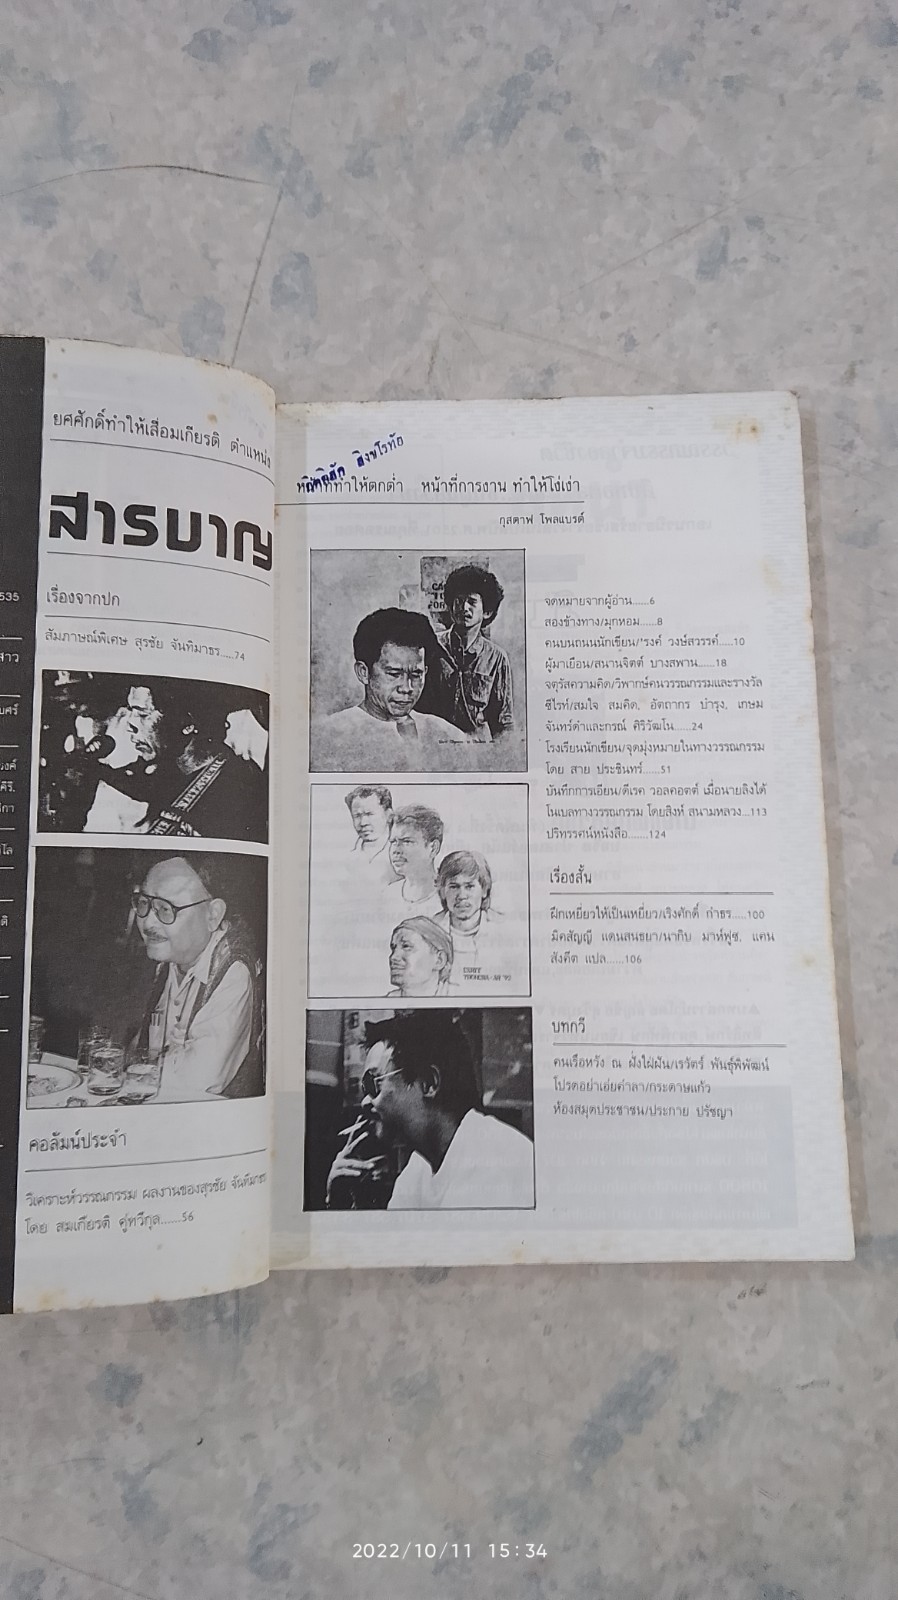 535
สาว
ยศศักดิ์ทำให้เสื่อมเกียรติ ตำแหน่ง
สารบาญ
เรื่องจากปก
สัมภาษณ์พิเศษ สุรชัย จันทิมาธร.....74
คอลัมน์ประจำ
วิเคราะห์วรรณกรรม/ ผลงานของสุรชัย จันทิมาธร
โดย สมเกียรติ คู่ทวีกุล......56
หน้าที่ทำให้ตกต่ำ หน้าที่การงาน ทำให้โง่เง่า
กุสตาฟ โพลแบรต์
จดหมายจากผู้อ่าน......6
สองข้างทาง/มุกหอม......8
คนบนถนนนักเขียน/'รงค์ วงษ์สวรรค์....10
ผู้มาเยือน/สนานจิตต์ บางสพาน......18
จตุรัสความคิด/วิพากษ์คนวรรณกรรมและรางวัล
ซีไรท์/สมใจ สมคิด, อัตถากร บำรุง, เกษม
จันทร์ดำและกรณ์ ศิริวัฒโน.....24
โรงเรียนนักเขียน/จุดมุ่งหมายในทางวรรณกรรม
โดย สาย ประชินทร์......51
บันทึกการเขียน/ดีเรค วอลคอตต์ เมื่อนายลิงได้
โนเบลทางวรรณกรรม โดยสิงห์ สนามหลวง...113
ปริทรรศน์หนังสือ......124
เรื่องสั้น
ฝึกเหยี่ยวให้เป็นเหยี่ยว/เริงศักดิ์ กำธร.....100
มิคสัญญี แดนสนธยา/นากิบ มาห์ฟูซ, แคน
สังคีต แปล......106
บทกวี
คนเรือหวัง ณ ฝั่งใฝ่ฝัน/เรวัตร์ พันธุ์พิพัฒน์
โปรดอย่าเอ่ยคำลา/กระดาษแก้ว
ห้องสมุดประชาชน/ประกาย ปรัชญา
2022/10/11 15:34